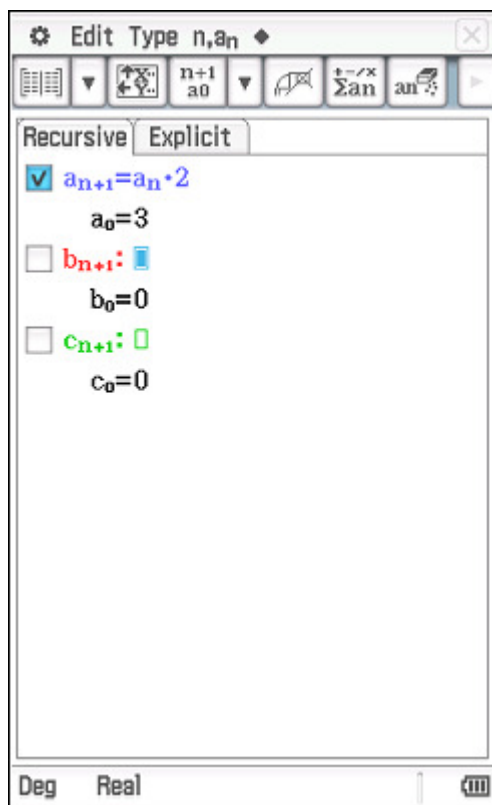 Edit Type n,aₙ ◆
n+1 a0 +-/x Σan an
Recursive Explicit
aₙ₊₁=aₙ·2
a₀=3
bₙ₊₁:
b₀=0
cₙ₊₁:
c₀=0
Deg Real